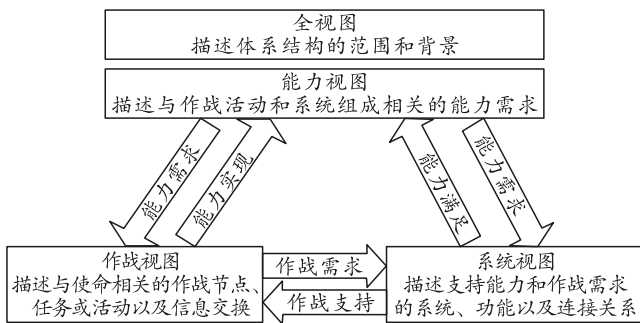 全视图
描述体系结构的范围和背景
能力视图
描述与作战活动和系统组成相关的能力需求
能力需求
能力实现
能力满足
能力需求
作战视图
描述与使命相关的作战节点、
任务或活动以及信息交换
作战需求
作战支持
系统视图
描述支持能力和作战需求
的系统、功能以及连接关系